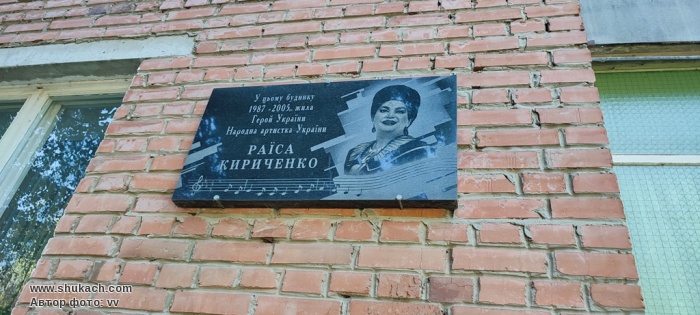 У цьому будинку
1987 - 2005 жила
Герой України
Народна артистка України
РАЇСА
КИРИЧЕНКО
www.shukach.com
Автор фото: vv